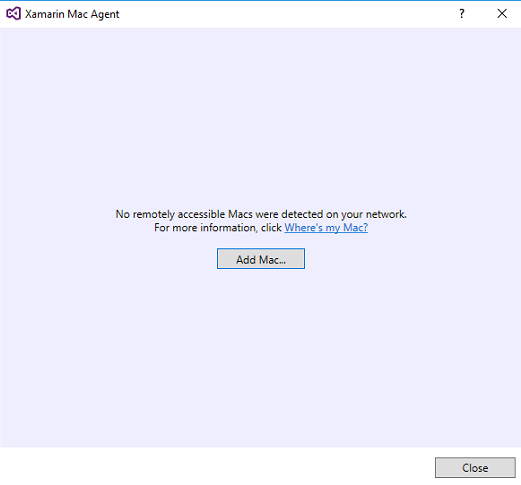 Xamarin Mac Agent
?
No remotely accessible Macs were detected on your network.
For more information, click Where's my Mac?
Add Mac...
Close